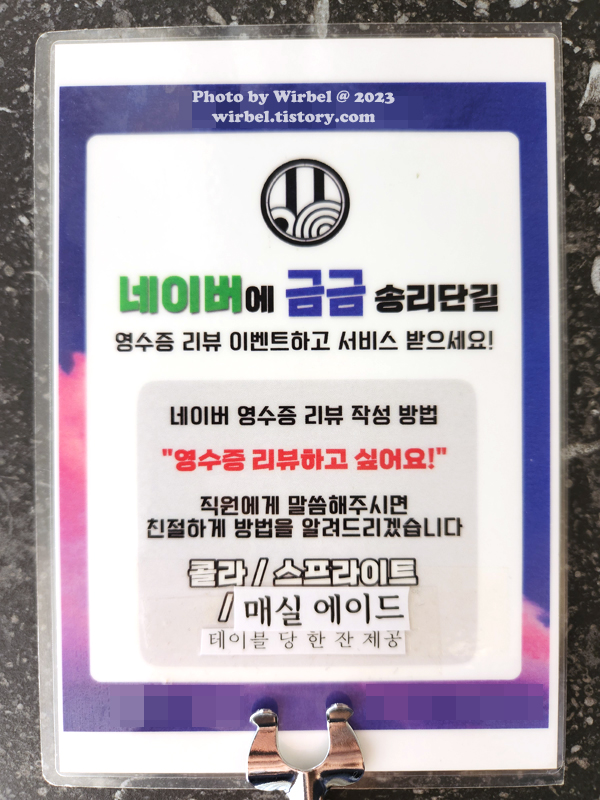 Photo by Wirbel @ 2023
wirbel.tistory.com
네이버에 금금 송리단길
영수증 리뷰 이벤트하고 서비스 받으세요!
네이버 영수증 리뷰 작성 방법
"영수증 리뷰하고 싶어요!"
직원에게 말씀해주시면
친절하게 방법을 알려드리겠습니다
콜라 / 스프라이트
/ 매실 에이드
테이블 당 한 잔 제공